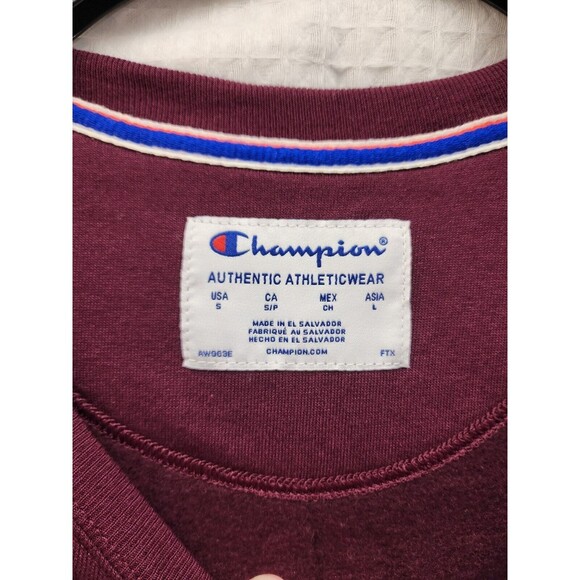 Champion®
AUTHENTIC ATHLETICWEAR
USA CA MEX ASIA
S S/P CH L
MADE IN EL SALVADOR
FABRIQUÉ AU SALVADOR
HECHO EN EL SALVADOR
AW963E CHAMPION.COM FTX